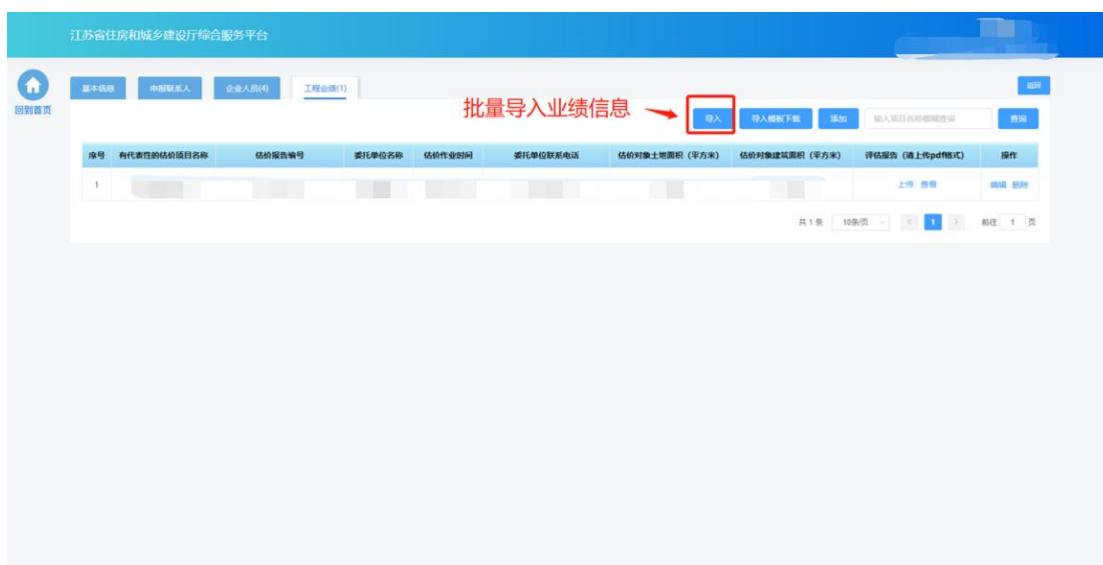 江苏省住房和城乡建设厅综合服务平台
回到首页
基本信息 申报联系人 企业人员(4) 工程业绩(1) 返回
批量导入业绩信息 导入 导入模板下载 添加 输入项目名称模糊查询 查询
序号 有代表性的估价项目名称 估价报告编号 委托单位名称 估价作业时间 委托单位联系电话 估价对象土地面积（平方米） 估价对象建筑面积（平方米） 评估报告（请上传pdf格式） 操作
1 上传 查看 编辑 删除
共 1 条 10条/页 < 1 > 前往 1 页